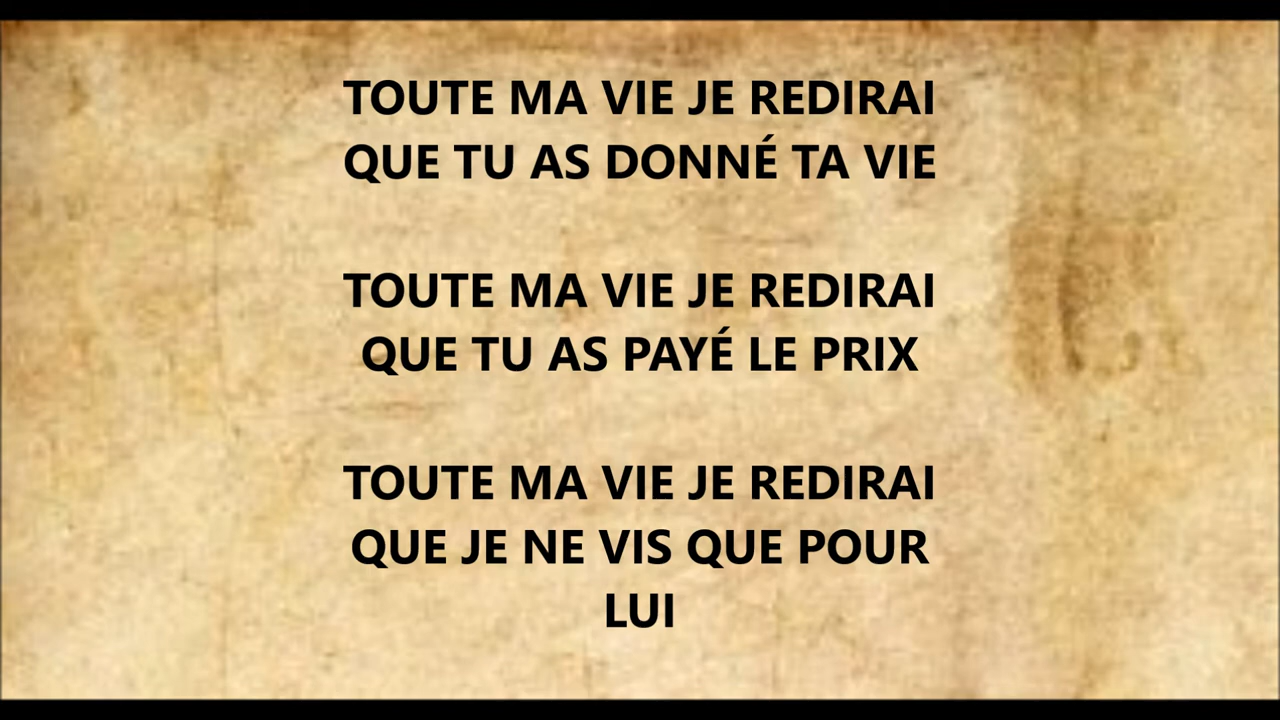 TOUTE MA VIE JE REDIRAI
QUE TU AS DONNÉ TA VIE
TOUTE MA VIE JE REDIRAI
QUE TU AS PAYÉ LE PRIX
TOUTE MA VIE JE REDIRAI
QUE JE NE VIS QUE POUR
LUI